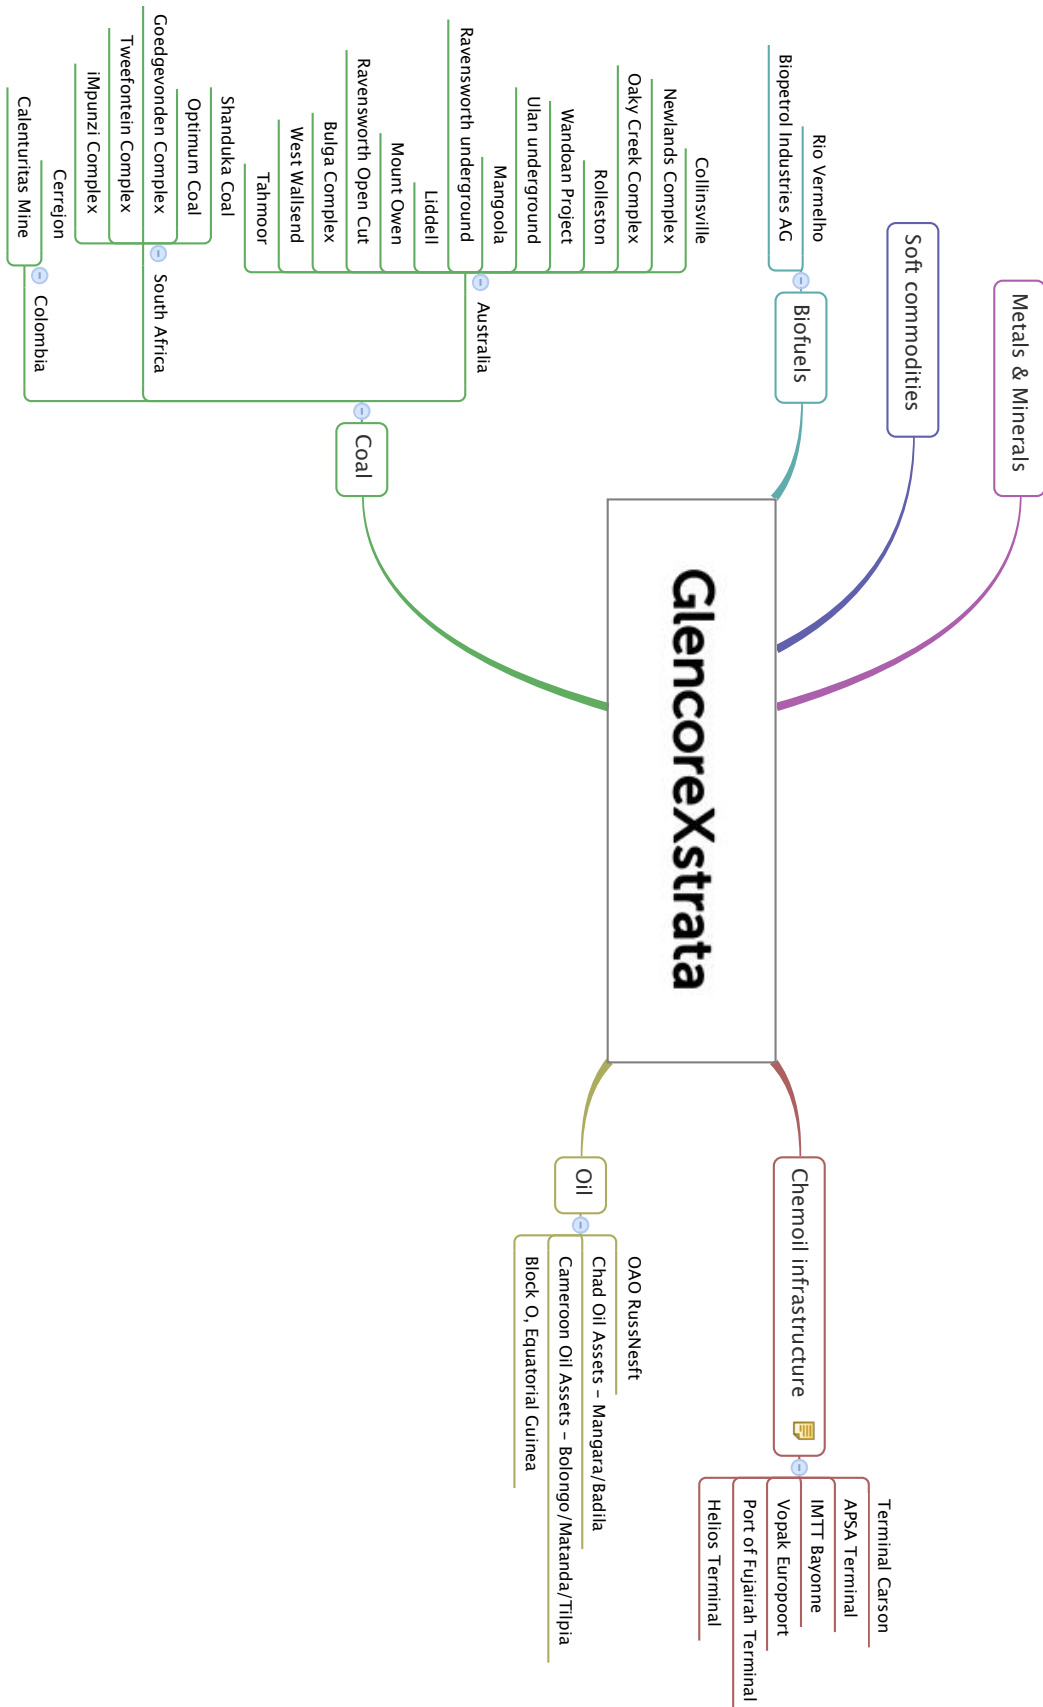 GlencoreXstrata
Metals & Minerals
Soft commodities
Biofuels
Rio Vermelho
Biopetrol Industries AG
Coal
Australia
Collinsville
Newlands Complex
Oaky Creek Complex
Rolleston
Wandoan Project
Ulan underground
Mangoola
Ravensworth underground
Liddell
Mount Owen
Ravensworth Open Cut
Bulga Complex
West Wallsend
Tahmoor
South Africa
Shanduka Coal
Optimum Coal
Goedgevonden Complex
Tweefontein Complex
iMpunzi Complex
Colombia
Cerrejon
Calenturitas Mine
Chemoil infrastructure
Terminal Carson
APSA Terminal
IMTT Bayonne
Vopak Europoort
Port of Fujairah Terminal
Helios Terminal
Oil
OAO RussNesft
Chad Oil Assets – Mangara/Badila
Cameroon Oil Assets – Bolongo/Matanda/Tilpia
Block O, Equatorial Guinea